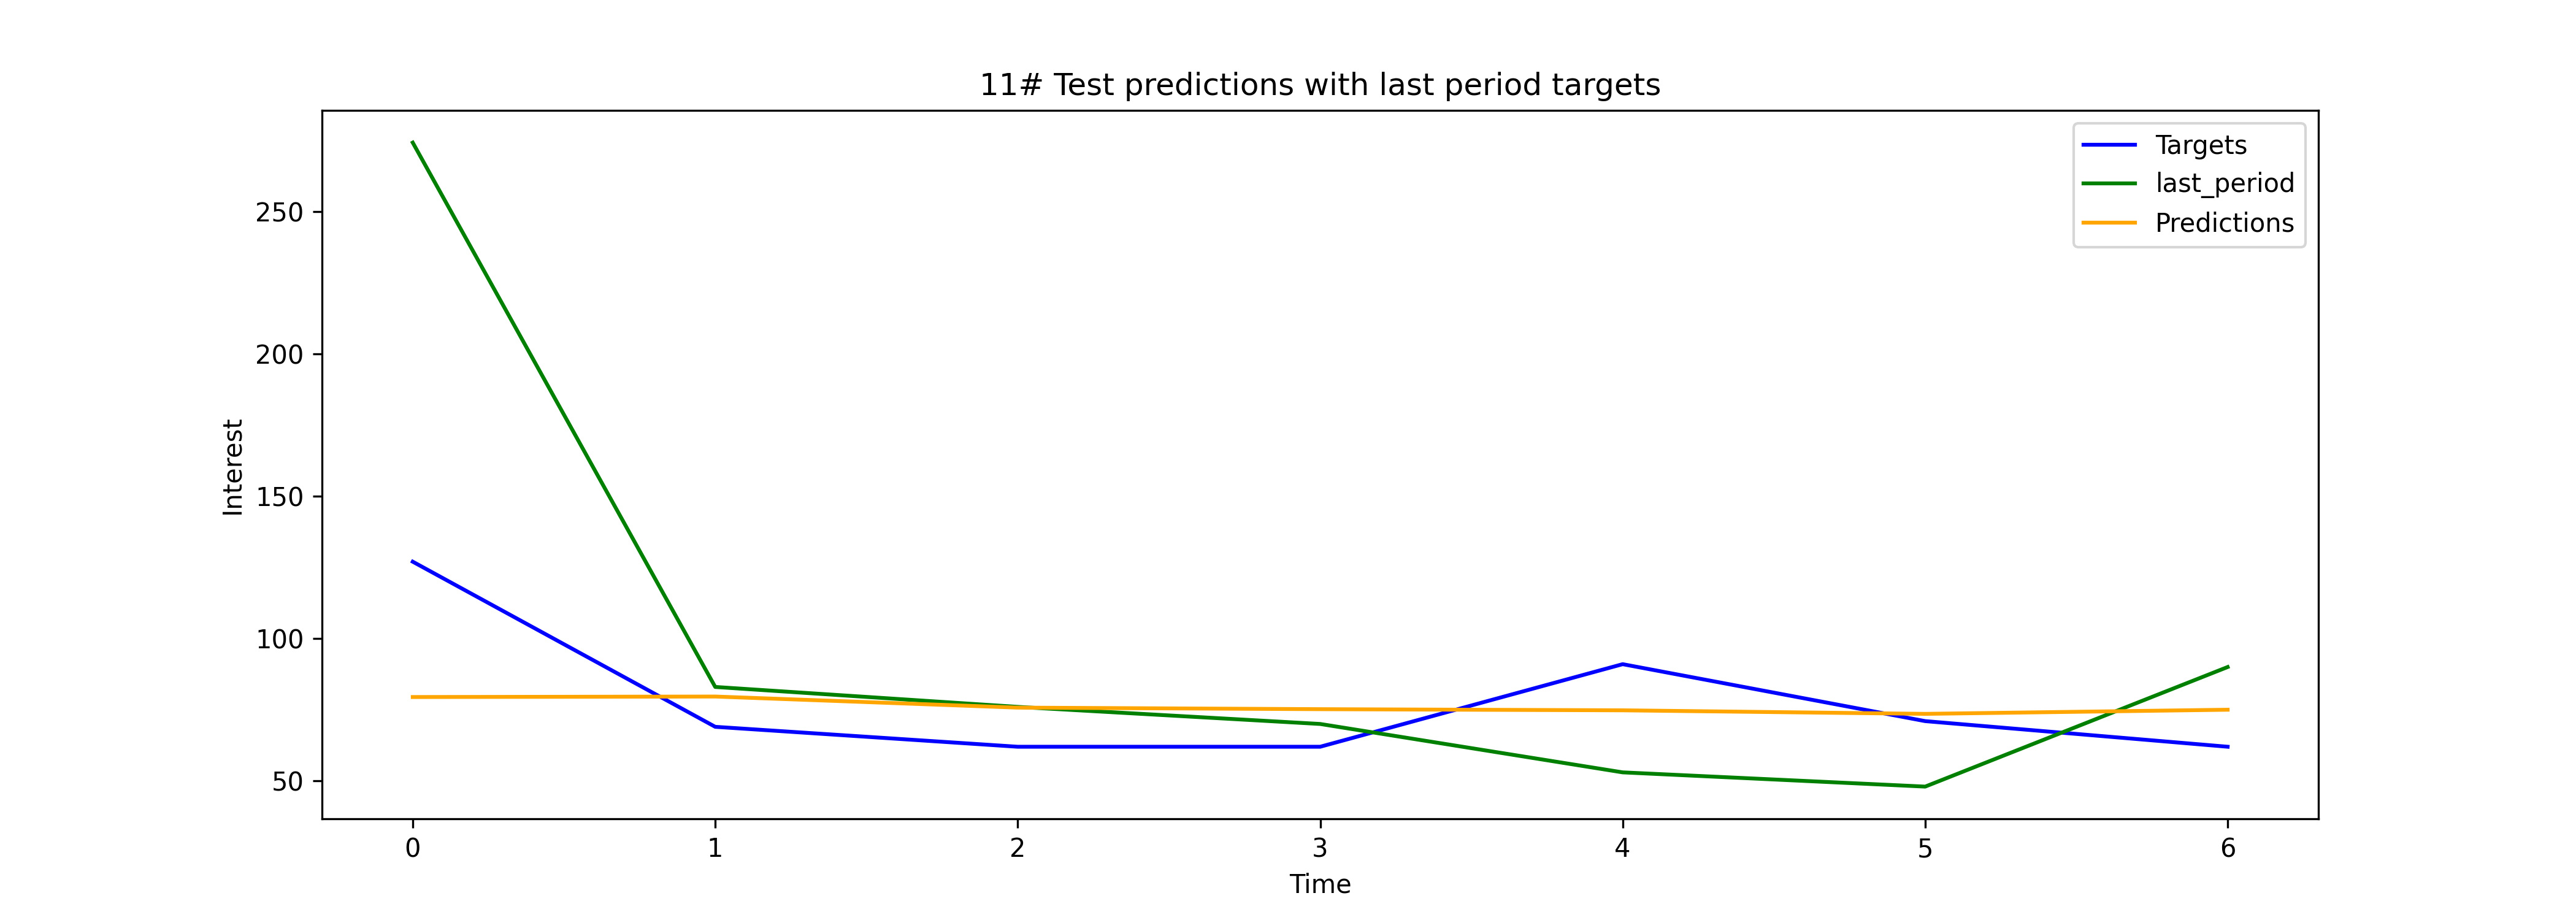 11# Test predictions with last period targets
Targets
last_period
Predictions
Interest
250
200
150
100
50
0 1 2 3 4 5 6
Time